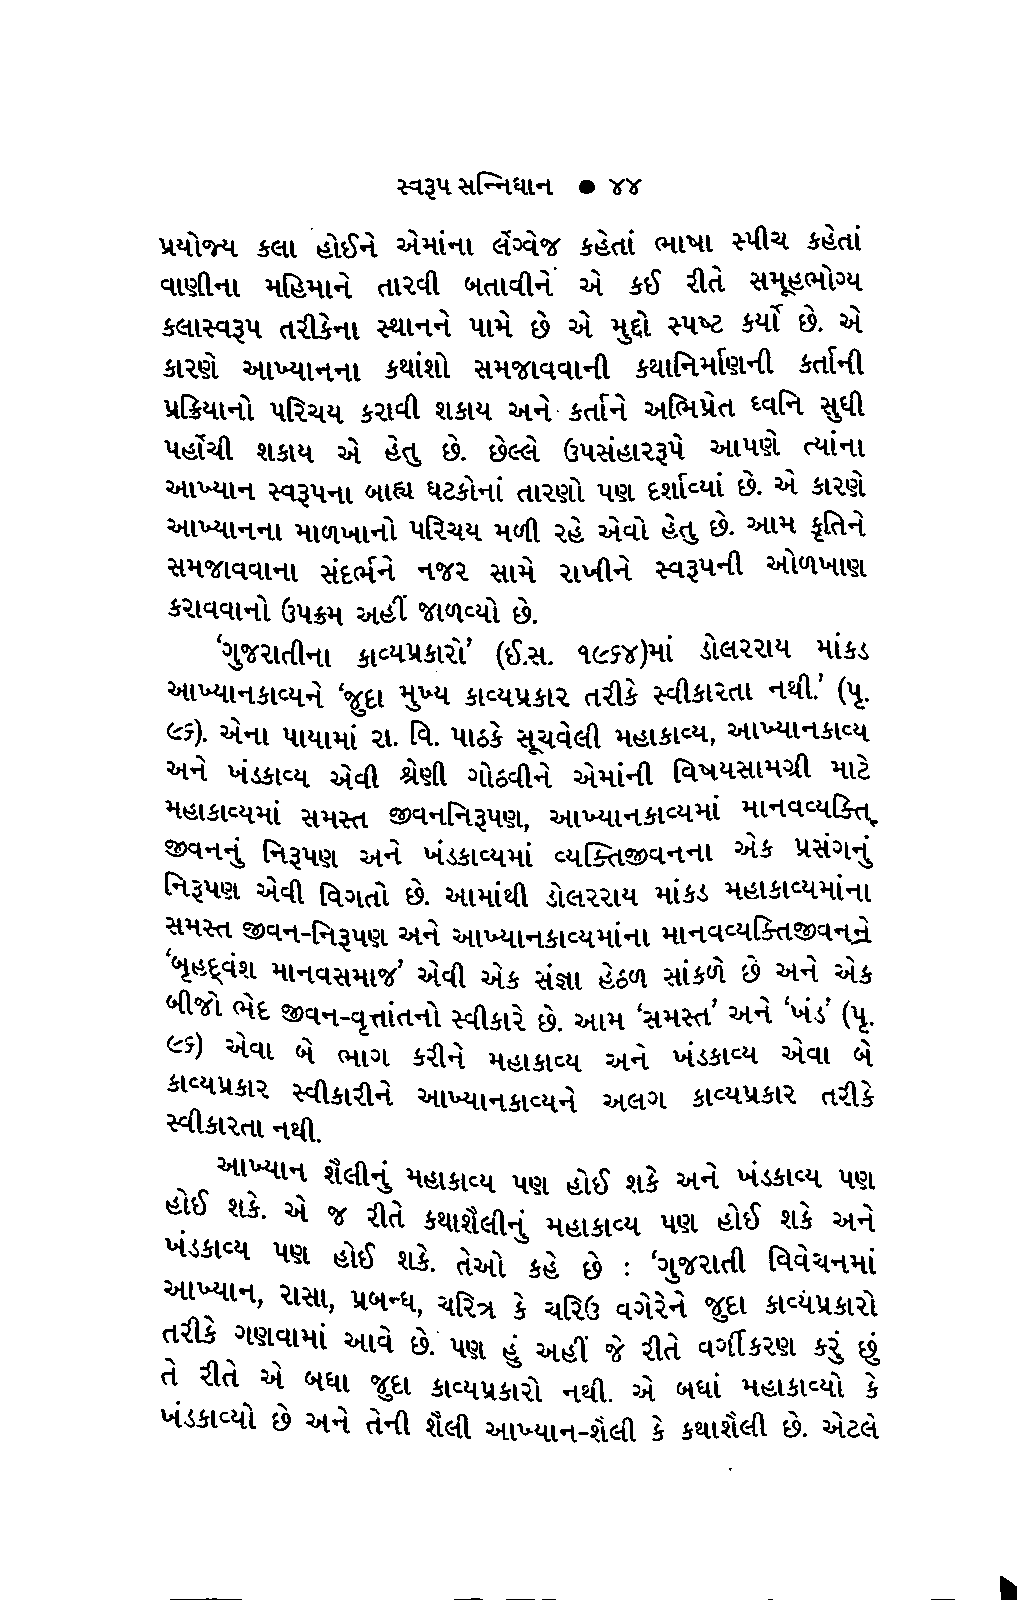 સ્વરૂપ સન્નિધાન ● ૪૪
પ્રયોજ્ય કલા હોઈને એમાંના લેંગ્વેજ કહેતાં ભાષા સ્પીચ કહેતાં
વાણીના મહિમાને તારવી બતાવીને એ કઈ રીતે સમૂહભોગ્ય
કલાસ્વરૂપ તરીકેના સ્થાનને પામે છે એ મુદ્દો સ્પષ્ટ કર્યો છે. એ
કારણે આખ્યાનના કથાંશો સમજાવવાની કથાનિર્માણની કર્તાની
પ્રક્રિયાનો પરિચય કરાવી શકાય અને કર્તાને અભિપ્રેત ધ્વનિ સુધી
પહોંચી શકાય એ હેતુ છે. છેલ્લે ઉપસંહારરૂપે આપણે ત્યાંના
આખ્યાન સ્વરૂપના બાહ્ય ઘટકોનાં તારણો પણ દર્શાવ્યાં છે. એ કારણે
આખ્યાનના માળખાનો પરિચય મળી રહે એવો હેતુ છે. આમ કૃતિને
સમજાવવાના સંદર્ભને નજર સામે રાખીને સ્વરૂપની ઓળખાણ
કરાવવાનો ઉપક્રમ અહીં જાળવ્યો છે.
‘ગુજરાતીના કાવ્યપ્રકારો’ (ઈ.સ. ૧૯૬૪)માં ડોલરરાય માંકડ
આખ્યાનકાવ્યને ‘જુદા મુખ્ય કાવ્યપ્રકાર તરીકે સ્વીકારતા નથી.’ (પૃ.
૯૬). એના પાયામાં રા. વિ. પાઠકે સૂચવેલી મહાકાવ્ય, આખ્યાનકાવ્ય
અને ખંડકાવ્ય એવી શ્રેણી ગોઠવીને એમાંની વિષયસામગ્રી માટે
મહાકાવ્યમાં સમસ્ત જીવનનિરૂપણ, આખ્યાનકાવ્યમાં માનવવ્યક્તિ
જીવનનું નિરૂપણ અને ખંડકાવ્યમાં વ્યક્તિજીવનના એક પ્રસંગનું
નિરૂપણ એવી વિગતો છે. આમાંથી ડોલરરાય માંકડ મહાકાવ્યમાંના
સમસ્ત જીવન-નિરૂપણ અને આખ્યાનકાવ્યમાંના માનવવ્યક્તિજીવનને
‘બૃહદ્વંશ માનવસમાજ’ એવી એક સંજ્ઞા હેઠળ સાંકળે છે અને એક
બીજો ભેદ જીવન-વૃત્તાંતનો સ્વીકારે છે. આમ ‘સમસ્ત’ અને ‘ખંડ’ (પૃ.
૯૬) એવા બે ભાગ કરીને મહાકાવ્ય અને ખંડકાવ્ય એવા બે
કાવ્યપ્રકાર સ્વીકારીને આખ્યાનકાવ્યને અલગ કાવ્યપ્રકાર તરીકે
સ્વીકારતા નથી.
આખ્યાન શૈલીનું મહાકાવ્ય પણ હોઈ શકે અને ખંડકાવ્ય પણ
હોઈ શકે. એ જ રીતે કથાશૈલીનું મહાકાવ્ય પણ હોઈ શકે અને
ખંડકાવ્ય પણ હોઈ શકે. તેઓ કહે છે : ‘ગુજરાતી વિવેચનમાં
આખ્યાન, રાસા, પ્રબન્ધ, ચરિત્ર કે ચરિઉ વગેરેને જુદા કાવ્યપ્રકારો
તરીકે ગણવામાં આવે છે. પણ હું અહીં જે રીતે વર્ગીકરણ કરું છું
તે રીતે એ બધા જુદા કાવ્યપ્રકારો નથી. એ બધાં મહાકાવ્યો કે
ખંડકાવ્યો છે અને તેની શૈલી આખ્યાન-શૈલી કે કથાશૈલી છે. એટલે